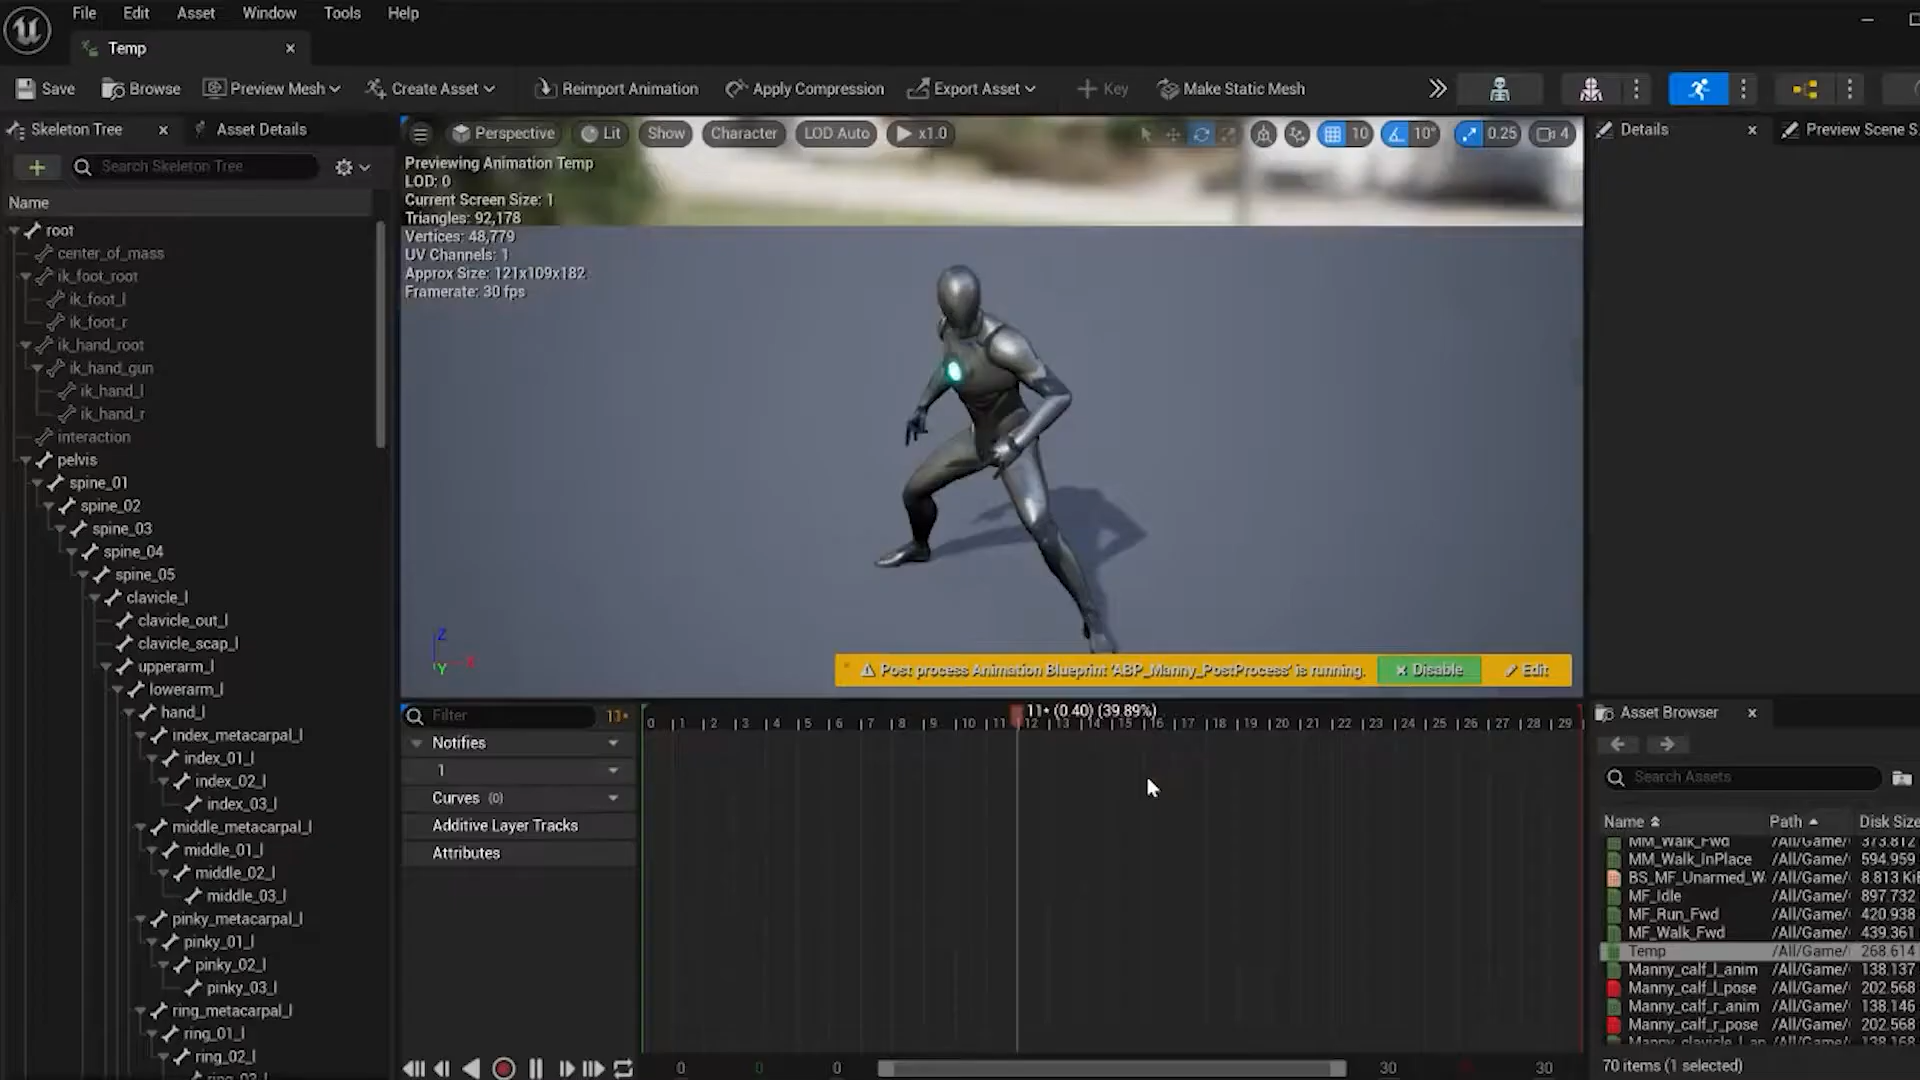 File Edit Asset Window Tools Help
Temp
Save Browse Preview Mesh Create Asset Reimport Animation Apply Compression Export Asset Key Make Static Mesh
Skeleton Tree Asset Details
Search Skeleton Tree
Name
root
center_of_mass
ik_foot_root
ik_foot_l
ik_foot_r
ik_hand_root
ik_hand_gun
ik_hand_l
ik_hand_r
interaction
pelvis
spine_01
spine_02
spine_03
spine_04
spine_05
clavicle_l
clavicle_out_l
clavicle_scap_l
upperarm_l
lowerarm_l
hand_l
index_metacarpal_l
index_01_l
index_02_l
index_03_l
middle_metacarpal_l
middle_01_l
middle_02_l
middle_03_l
pinky_metacarpal_l
pinky_01_l
pinky_02_l
pinky_03_l
ring_metacarpal_l
ring_01_l
ring_02_l
Perspective Lit Show Character LOD Auto x1.0 10 10° 0.25 4
Previewing Animation Temp
LOD: 0
Current Screen Size: 1
Triangles: 92,178
Vertices: 48,779
UV Channels: 1
Approx Size: 121x109x182
Framerate: 30 fps
Z
Y
Post process Animation Blueprint 'ABP_Manny_PostProcess' is running. Disable Edit
Filter 11•
11• (0.40) (39.89%)
0 1 2 3 4 5 6 7 8 9 10 11 12 13 14 15 16 17 18 19 20 21 22 23 24 25 26 27 28 29
Notifies
1
Curves (0)
Additive Layer Tracks
Attributes
0 0 0 30 30
Details Preview Scene S
Asset Browser
Search Assets
Name Path Disk Size
MM_Walk_Fwd /All/Game/ 373.812
MM_Walk_InPlace /All/Game/ 594.959
BS_MF_Unarmed_W /All/Game/ 8.813 Ki
MF_Idle /All/Game/ 897.732
MF_Run_Fwd /All/Game/ 420.938
MF_Walk_Fwd /All/Game/ 439.361
Temp /All/Game/ 268.614
Manny_calf_l_anim /All/Game/ 138.137
Manny_calf_l_pose /All/Game/ 202.568
Manny_calf_r_anim /All/Game/ 138.146
Manny_calf_r_pose /All/Game/ 202.568
70 items (1 selected)